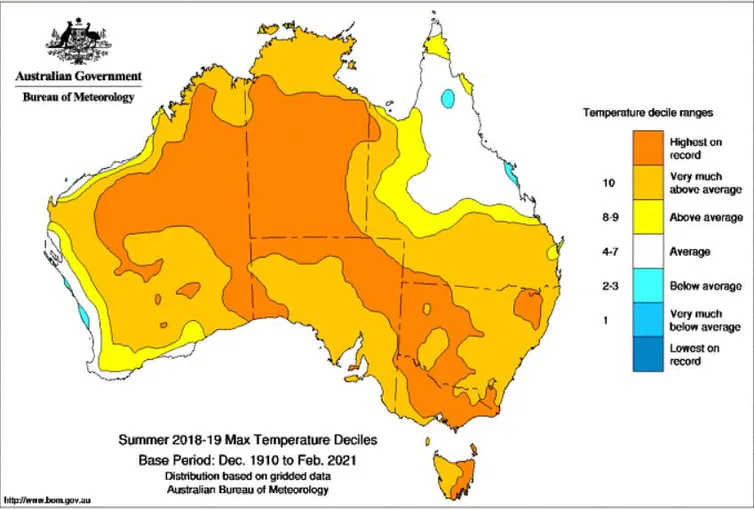 Australian Government
Bureau of Meteorology
Temperature decile ranges
Highest on
record
10
Very much
above average
8-9
Above average
4-7
Average
2-3
Below average
1
Very much
below average
Lowest on
record
Summer 2018-19 Max Temperature Deciles
Base Period: Dec. 1910 to Feb. 2021
Distribution based on gridded data
Australian Bureau of Meteorology
http://www.bom.gov.au